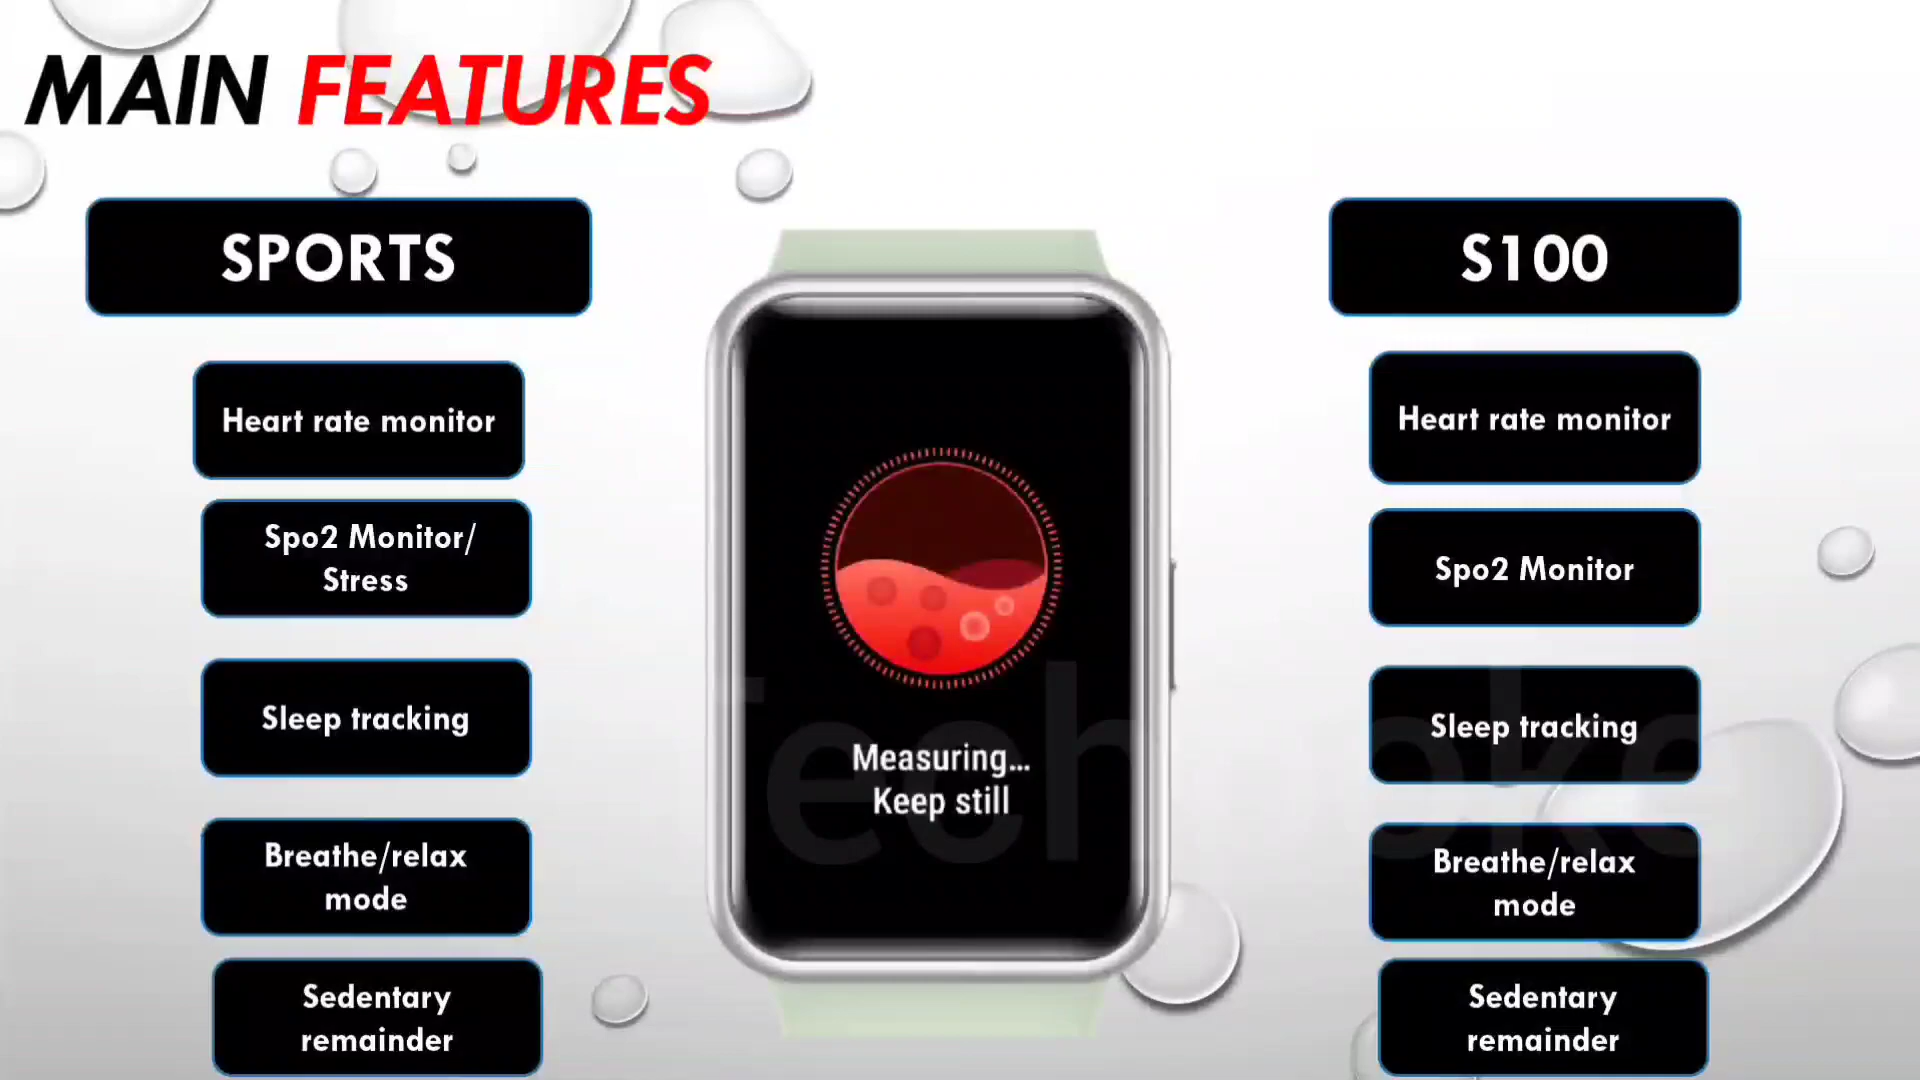 MAIN FEATURES
SPORTS
Heart rate monitor
Spo2 Monitor/
Stress
Sleep tracking
Breathe/relax
mode
Sedentary
remainder
Measuring...
Keep still
S100
Heart rate monitor
Spo2 Monitor
Sleep tracking
Breathe/relax
mode
Sedentary
remainder